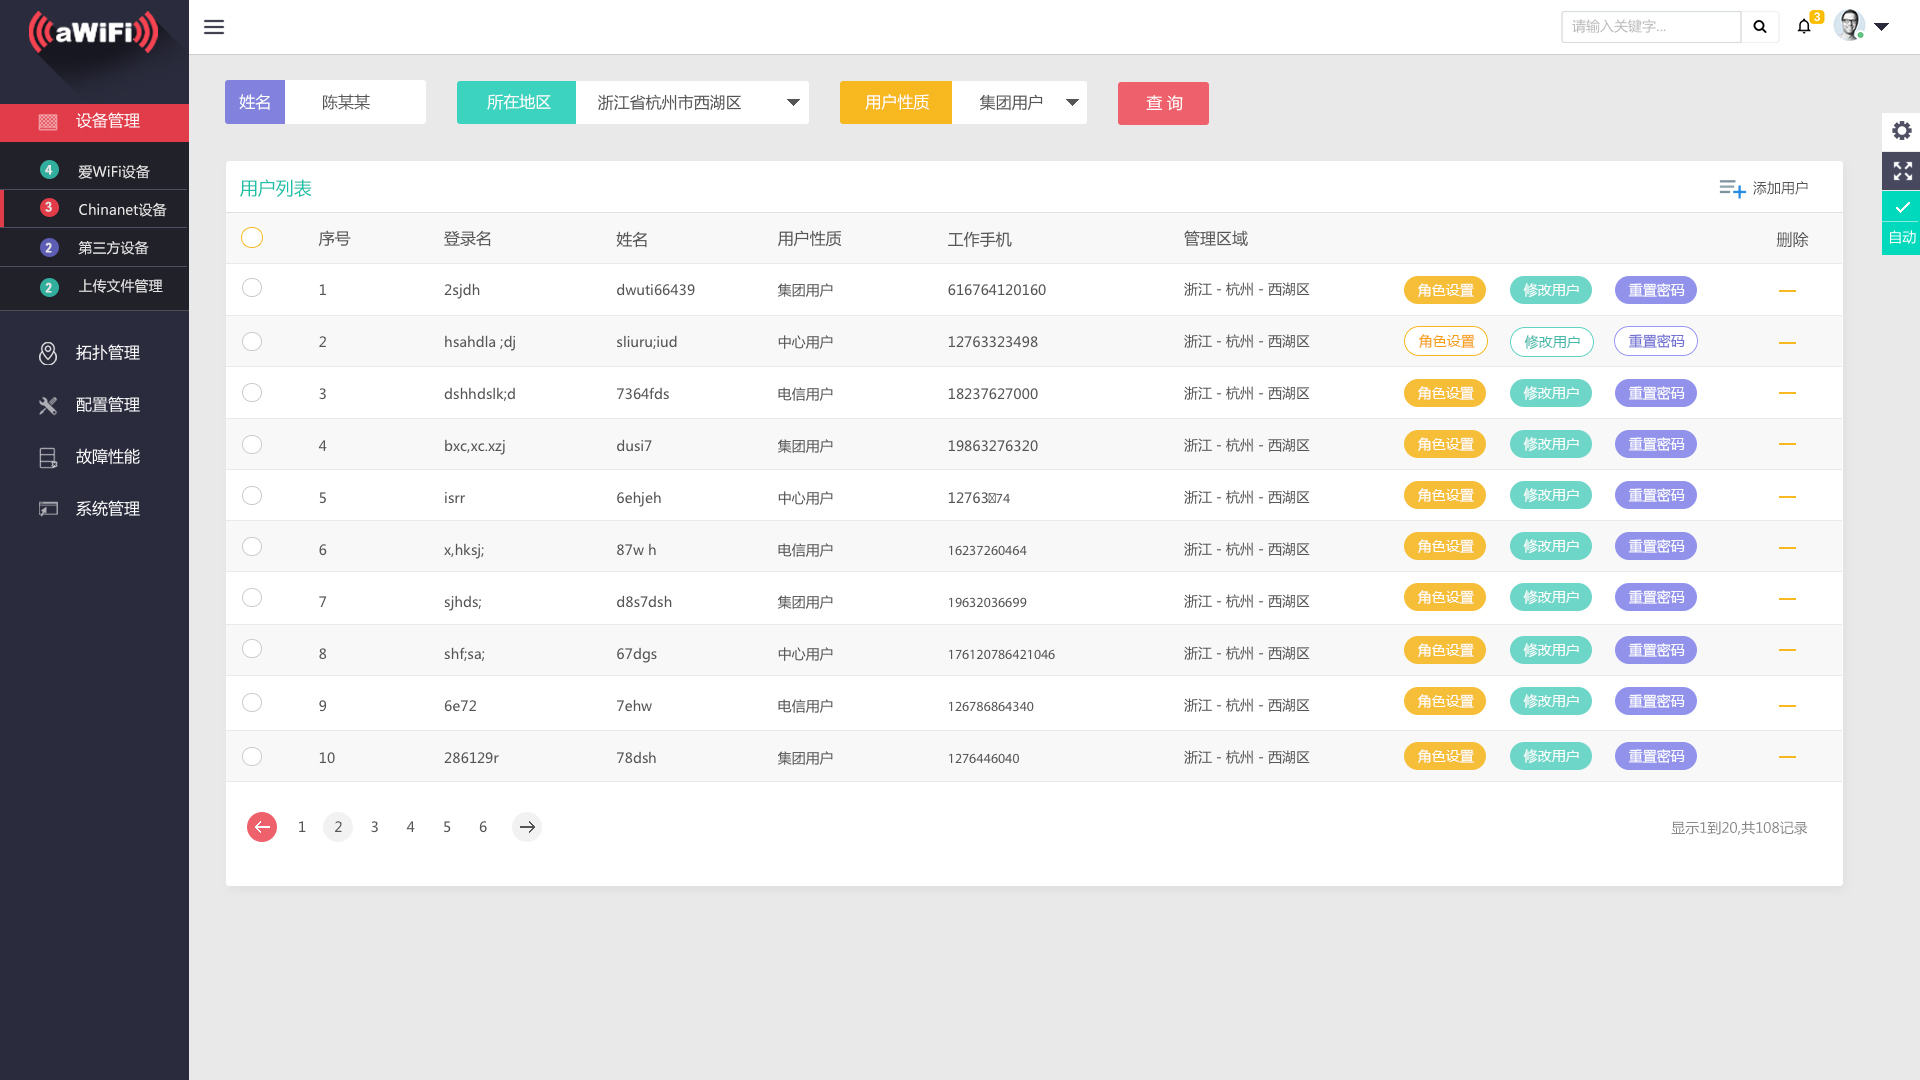 aWiFi
请输入关键字...
3
姓名 陈某某 所在地区 浙江省杭州市西湖区 用户性质 集团用户 查 询
设备管理
4 爱WiFi设备
3 Chinanet设备
2 第三方设备
2 上传文件管理
拓扑管理
配置管理
故障性能
系统管理
自动
用户列表 添加用户
序号 登录名 姓名 用户性质 工作手机 管理区域 删除
1 2sjdh dwuti66439 集团用户 616764120160 浙江 - 杭州 - 西湖区 角色设置 修改用户 重置密码
2 hsahdla ;dj sliuru;iud 中心用户 12763323498 浙江 - 杭州 - 西湖区 角色设置 修改用户 重置密码
3 dshhdslk;d 7364fds 电信用户 18237627000 浙江 - 杭州 - 西湖区 角色设置 修改用户 重置密码
4 bxc,xc.xzj dusi7 集团用户 19863276320 浙江 - 杭州 - 西湖区 角色设置 修改用户 重置密码
5 isrr 6ehjeh 中心用户 12763 74 浙江 - 杭州 - 西湖区 角色设置 修改用户 重置密码
6 x,hksj; 87w h 电信用户 16237260464 浙江 - 杭州 - 西湖区 角色设置 修改用户 重置密码
7 sjhds; d8s7dsh 集团用户 19632036699 浙江 - 杭州 - 西湖区 角色设置 修改用户 重置密码
8 shf;sa; 67dgs 中心用户 176120786421046 浙江 - 杭州 - 西湖区 角色设置 修改用户 重置密码
9 6e72 7ehw 电信用户 126786864340 浙江 - 杭州 - 西湖区 角色设置 修改用户 重置密码
10 286129r 78dsh 集团用户 1276446040 浙江 - 杭州 - 西湖区 角色设置 修改用户 重置密码
1 2 3 4 5 6
显示1到20,共108记录